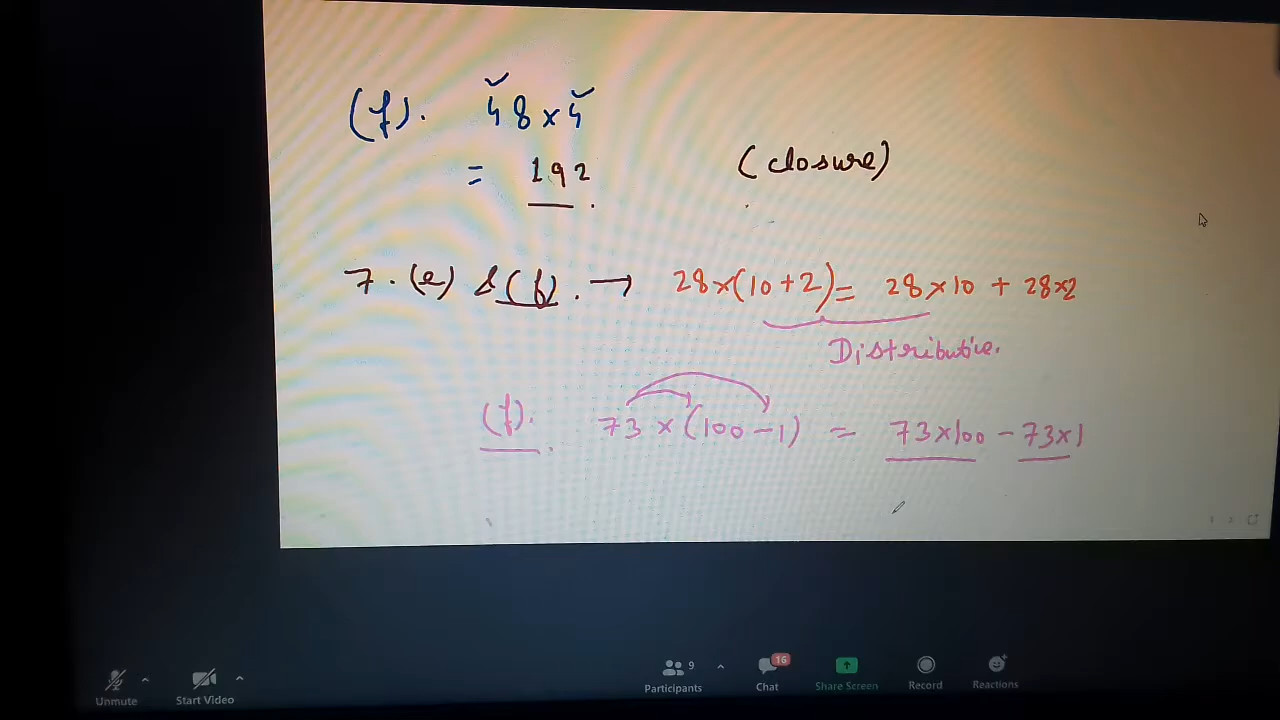 (f). 48×4
= 192 (closure)
7. (e) & (f). → 28×(10+2) = 28×10 + 28×2
Distributive.
(f). 73×(100-1) = 73×100 - 73×1
9 16
Unmute Start Video Participants Chat Share Screen Record Reactions